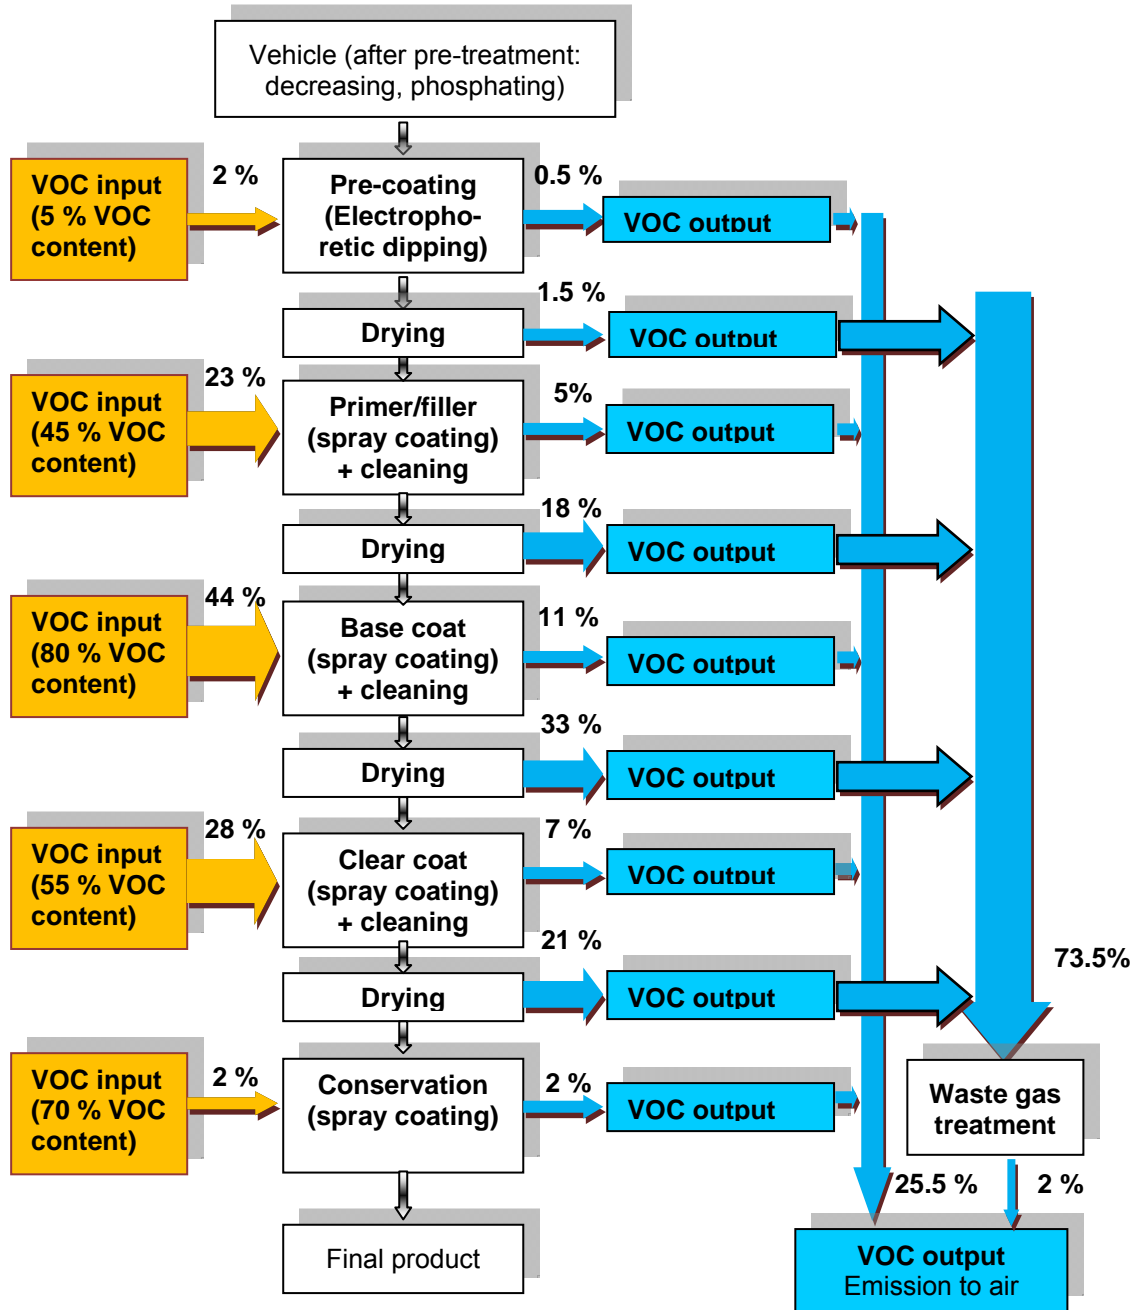 Vehicle (after pre-treatment:
decreasing, phosphating)
VOC input
(5 % VOC
content)
2 %
Pre-coating
(Electropho-
retic dipping)
0.5 %
VOC output
Drying
1.5 %
VOC output
VOC input
(45 % VOC
content)
23 %
Primer/filler
(spray coating)
+ cleaning
5%
VOC output
Drying
18 %
VOC output
VOC input
(80 % VOC
content)
44 %
Base coat
(spray coating)
+ cleaning
11 %
VOC output
Drying
33 %
VOC output
VOC input
(55 % VOC
content)
28 %
Clear coat
(spray coating)
+ cleaning
7 %
VOC output
Drying
21 %
VOC output
73.5%
VOC input
(70 % VOC
content)
2 %
Conservation
(spray coating)
2 %
VOC output
Waste gas
treatment
25.5 %
2 %
Final product
VOC output
Emission to air